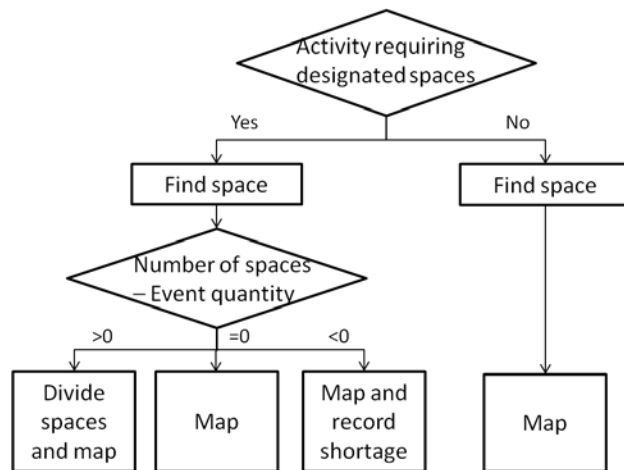 Activity requiring
designated spaces
Yes
No
Find space
Find space
Number of spaces
– Event quantity
>0
=0
<0
Divide
spaces
and map
Map
Map and
record
shortage
Map